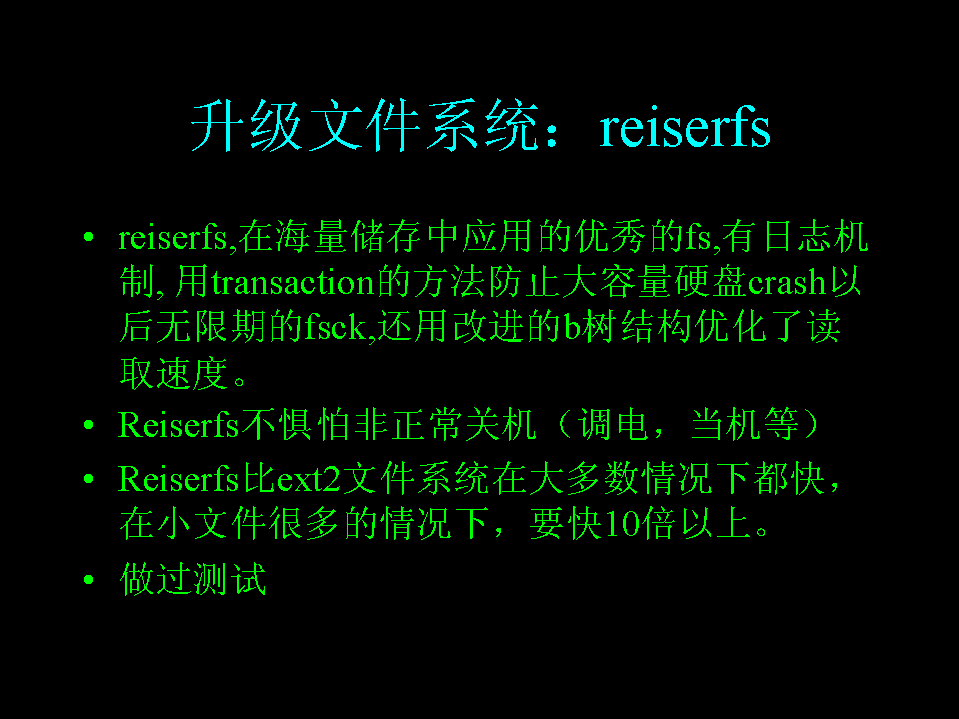 升级文件系统：reiserfs
• reiserfs,在海量储存中应用的优秀的fs,有日志机
制, 用transaction的方法防止大容量硬盘crash以
后无限期的fsck,还用改进的b树结构优化了读
取速度。
• Reiserfs不惧怕非正常关机（调电，当机等）
• Reiserfs比ext2文件系统在大多数情况下都快，
在小文件很多的情况下，要快10倍以上。
• 做过测试